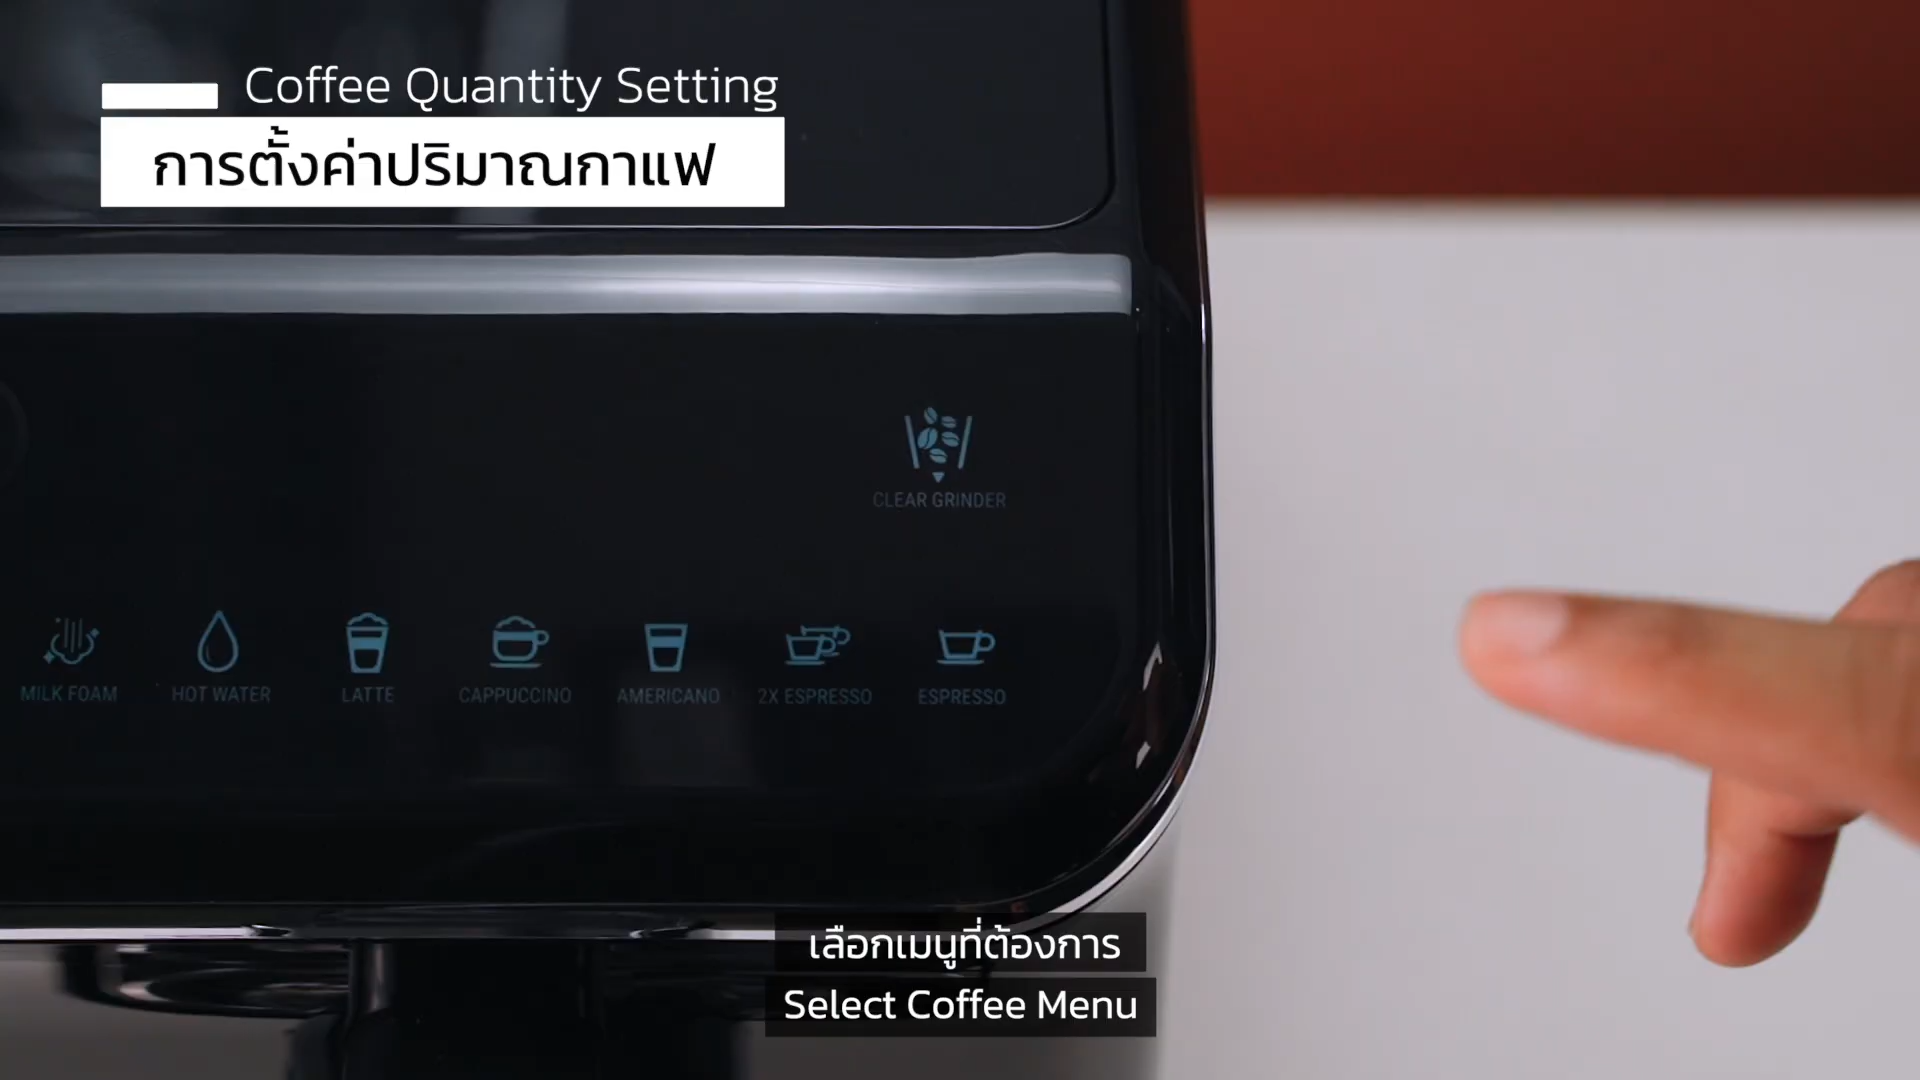 Coffee Quantity Setting
การตั้งค่าปริมาณกาแฟ
CLEAR GRINDER
MILK FOAM
HOT WATER
LATTE
CAPPUCCINO
AMERICANO
2X ESPRESSO
ESPRESSO
เลือกเมนูที่ต้องการ
Select Coffee Menu